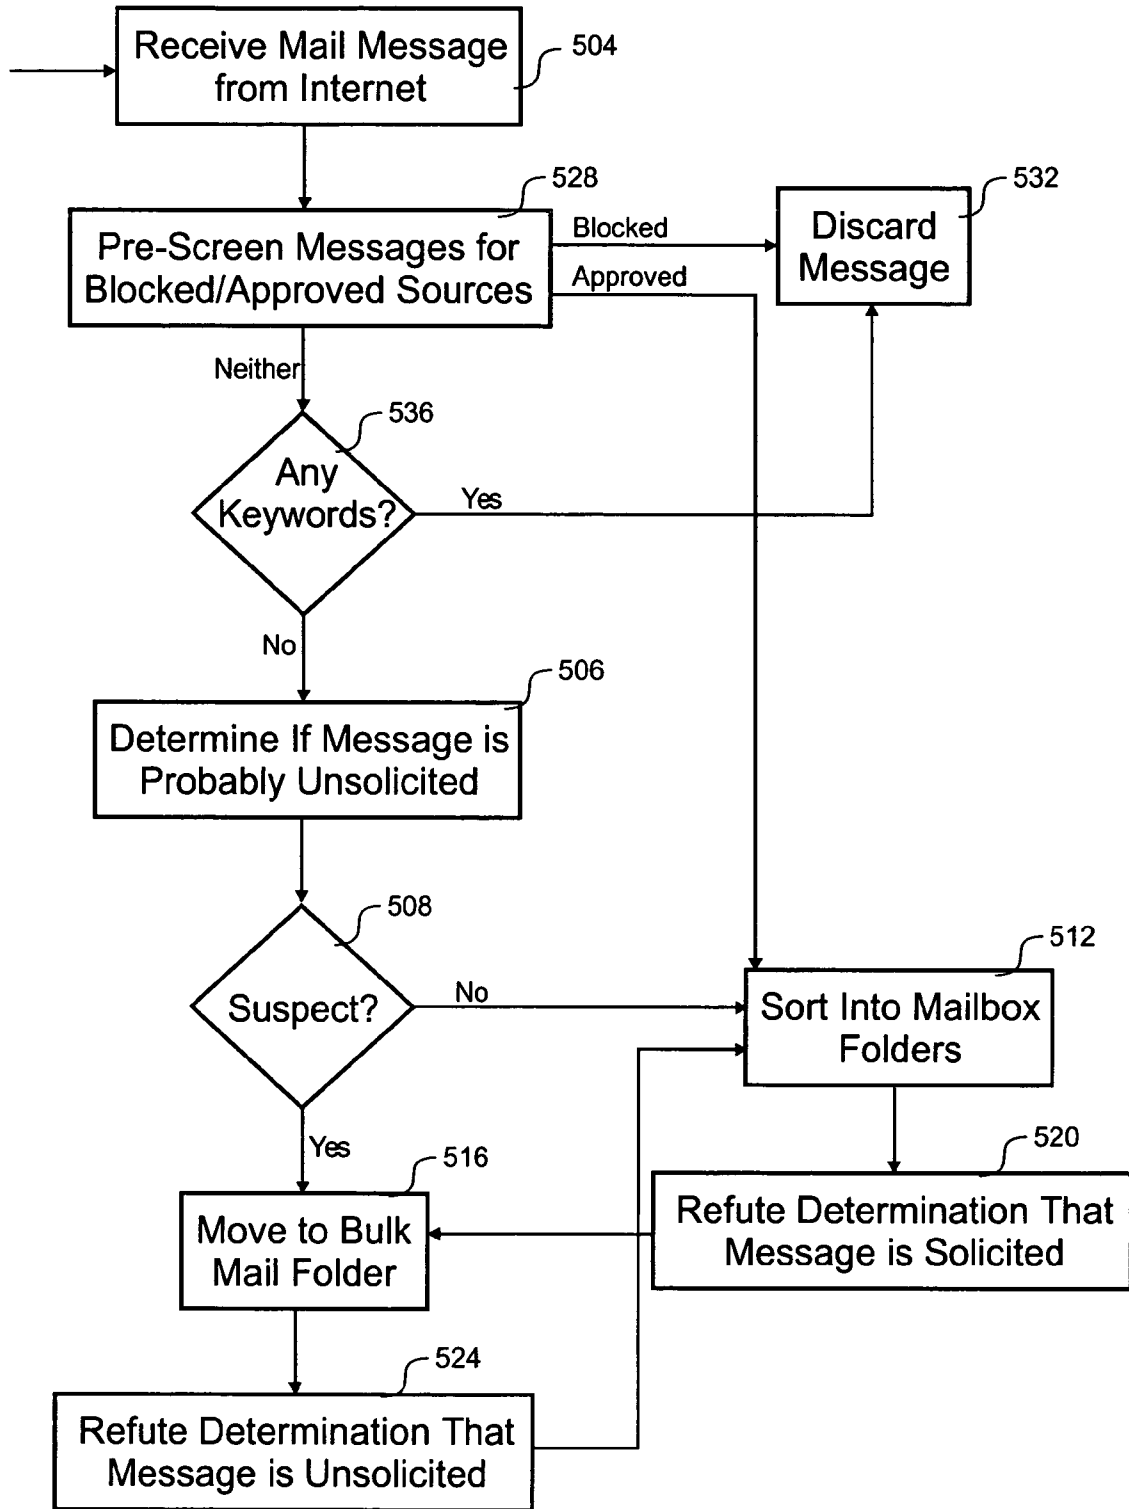 Receive Mail Message
from Internet
504
528
Pre-Screen Messages for
Blocked/Approved Sources
Blocked
Approved
532
Discard
Message
Neither
536
Any
Keywords?
Yes
No
506
Determine If Message is
Probably Unsolicited
508
Suspect?
No
512
Sort Into Mailbox
Folders
Yes
516
Move to Bulk
Mail Folder
520
Refute Determination That
Message is Solicited
524
Refute Determination That
Message is Unsolicited